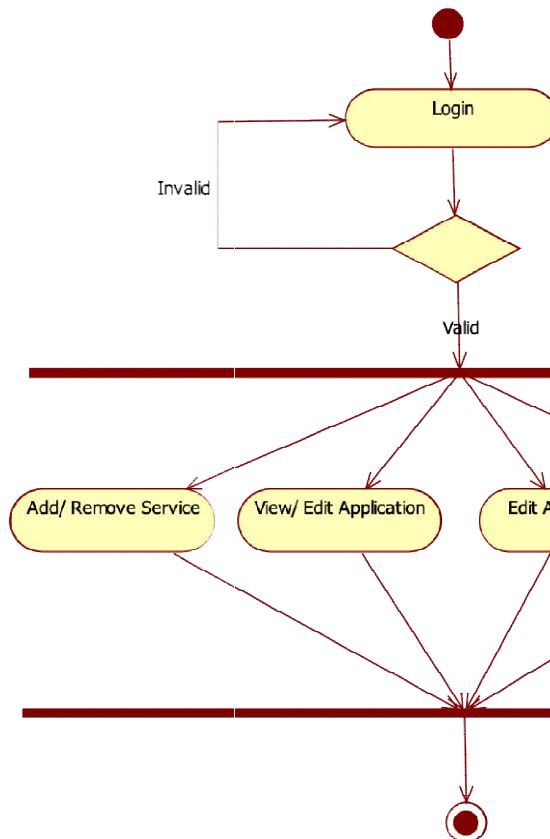 Login
Invalid
Valid
Add/ Remove Service
View/ Edit Application
Edit A